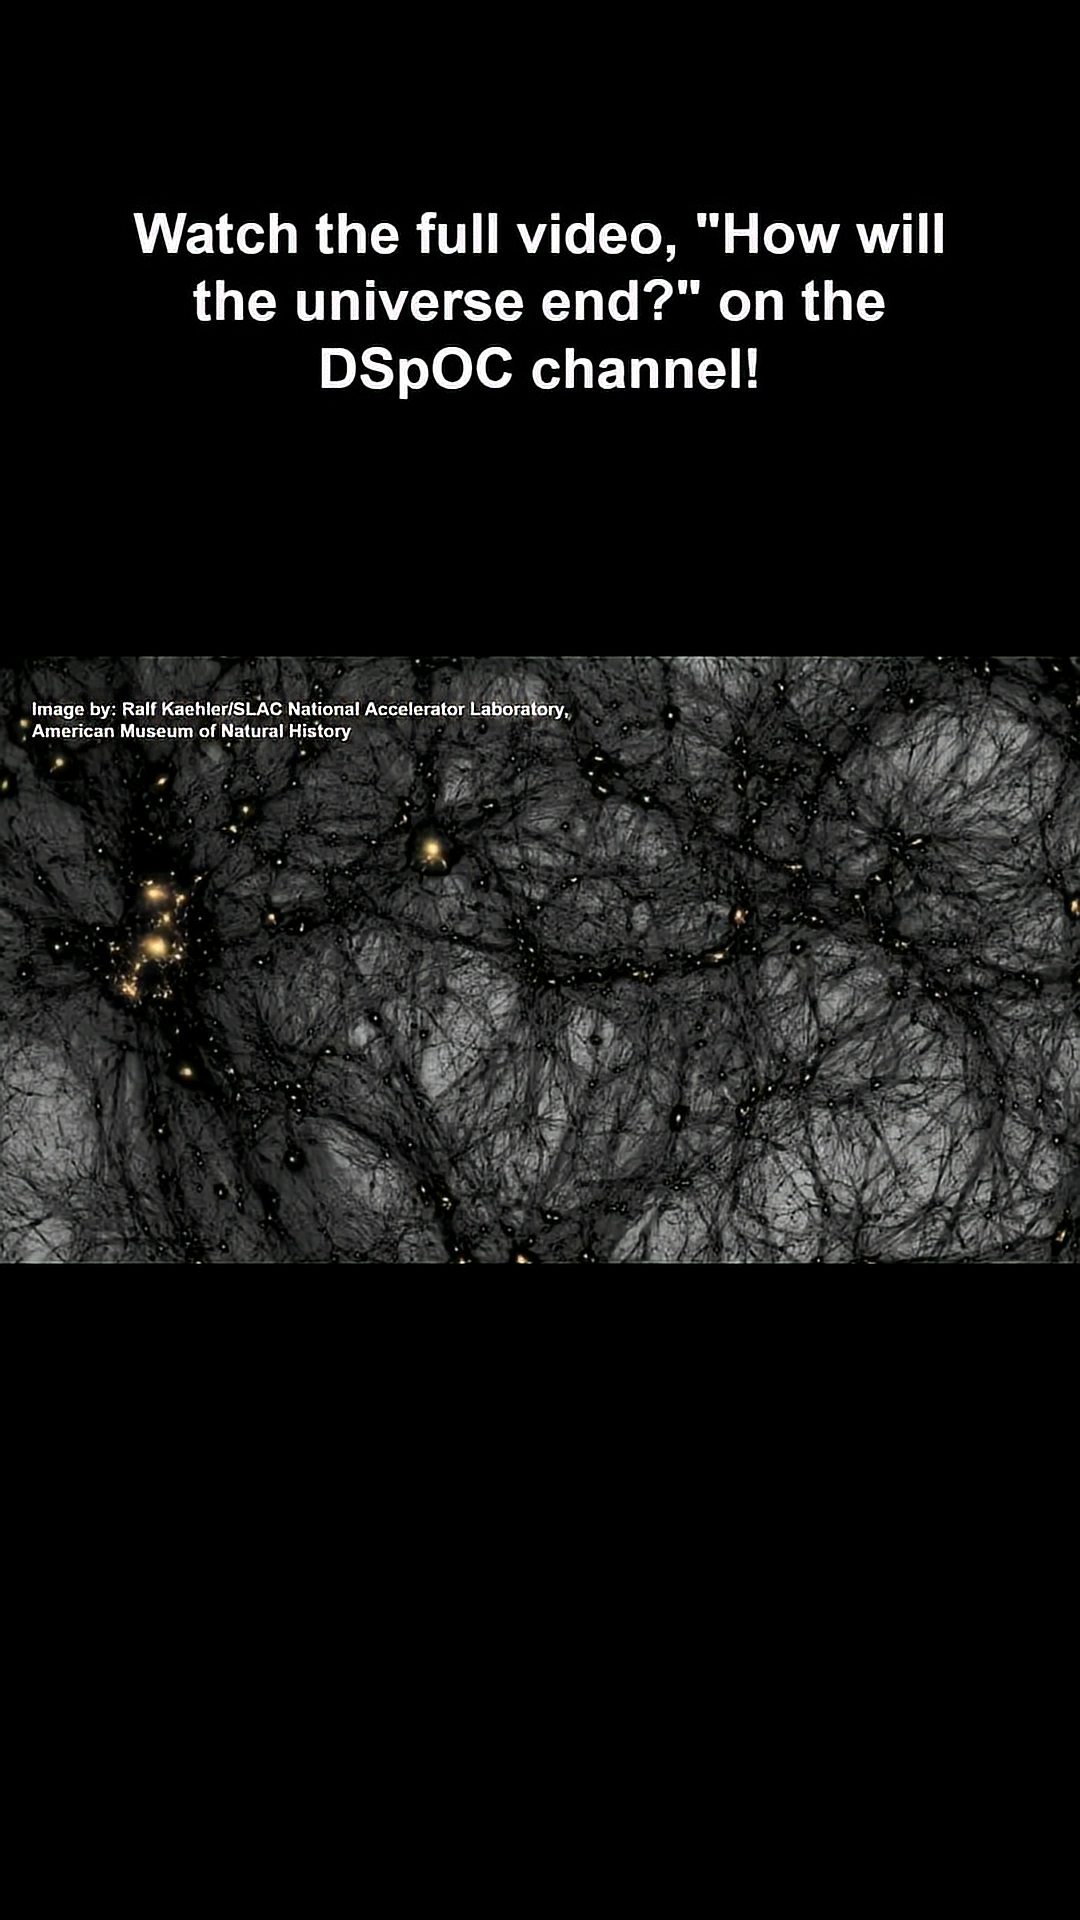 Watch the full video, "How will
the universe end?" on the
DSpOC channel!
Image by: Ralf Kaehler/SLAC National Accelerator Laboratory,
American Museum of Natural History